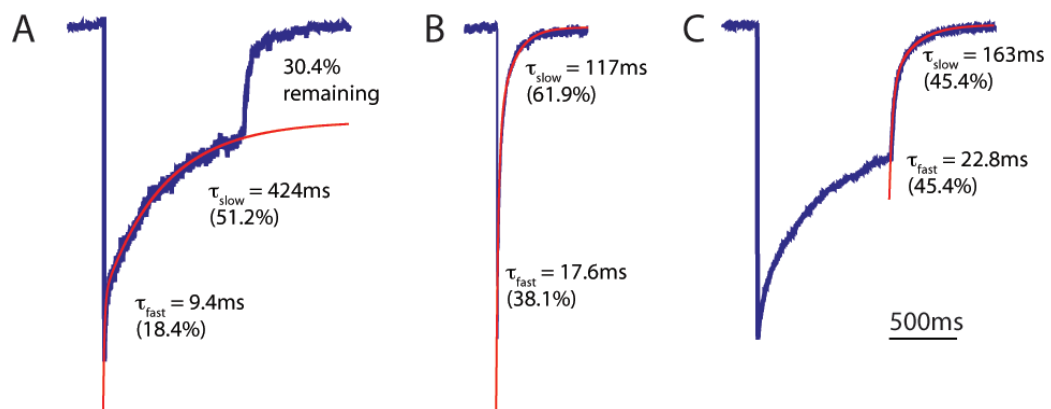 A
30.4%
remaining
τslow = 424ms
(51.2%)
τfast = 9.4ms
(18.4%)
B
τslow = 117ms
(61.9%)
τfast = 17.6ms
(38.1%)
C
τslow = 163ms
(45.4%)
τfast = 22.8ms
(45.4%)
500ms